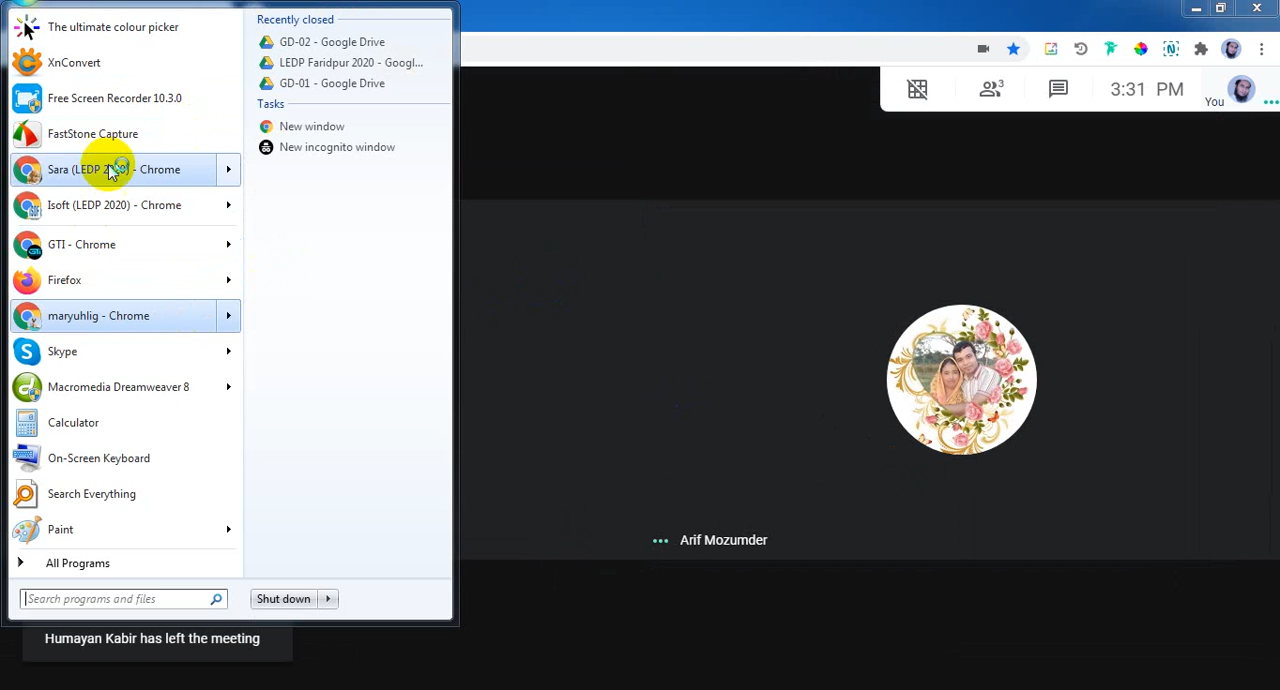 The ultimate colour picker
XnConvert
Free Screen Recorder 10.3.0
FastStone Capture
Sara (LEDP 2020) - Chrome
Isoft (LEDP 2020) - Chrome
GTI - Chrome
Firefox
maryuhlig - Chrome
Skype
Macromedia Dreamweaver 8
Calculator
On-Screen Keyboard
Search Everything
Paint
All Programs
Search programs and files
Recently closed
GD-02 - Google Drive
LEDP Faridpur 2020 - Googl...
GD-01 - Google Drive
Tasks
New window
New incognito window
Shut down
3
3:31 PM
You
Arif Mozumder
Humayan Kabir has left the meeting